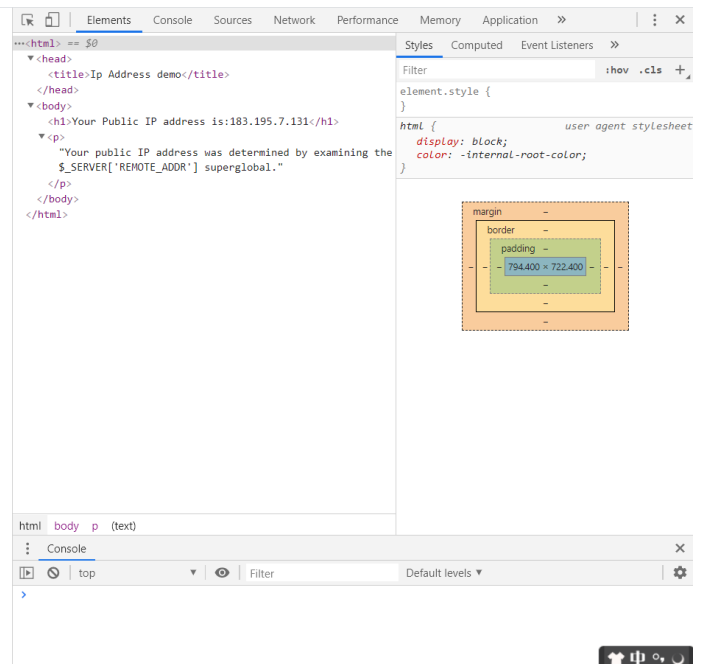 Elements Console Sources Network Performance Memory Application »
…<html> == $0
▼<head>
<title>Ip Address demo</title>
</head>
▼<body>
<h1>Your Public IP address is:183.195.7.131</h1>
▼<p>
"Your public IP address was determined by examining the
$_SERVER['REMOTE_ADDR'] superglobal."
</p>
</body>
</html>
html body p (text)
Styles Computed Event Listeners »
Filter :hov .cls +
element.style {
}
html { user agent stylesheet
display: block;
color: -internal-root-color;
}
margin –
border –
padding –
– – – 794.400 × 722.400 – – –
–
–
–
Console
top ▼ Filter Default levels ▼
>
中 °,